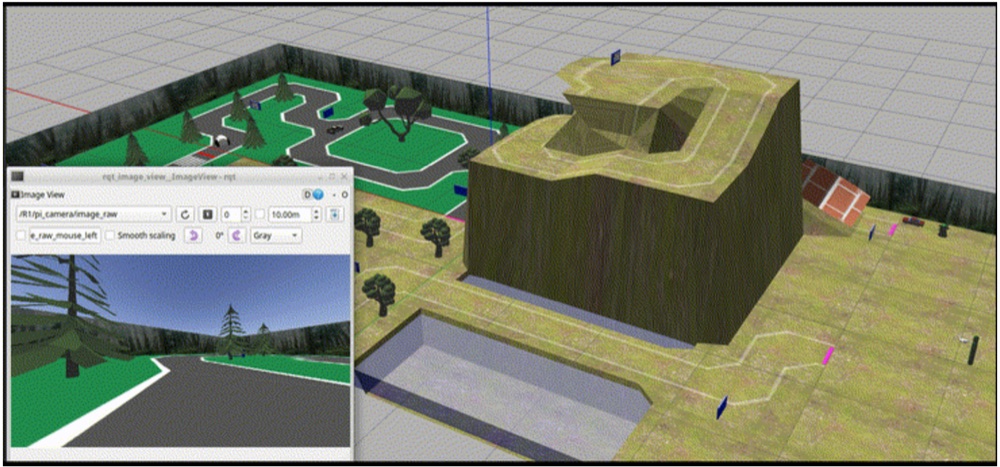 rqt_image_view__ImageView - rqt
Image View
D
O
/R1/pi_camera/image_raw
0
10.00m
e_raw_mouse_left
Smooth scaling
0°
Gray